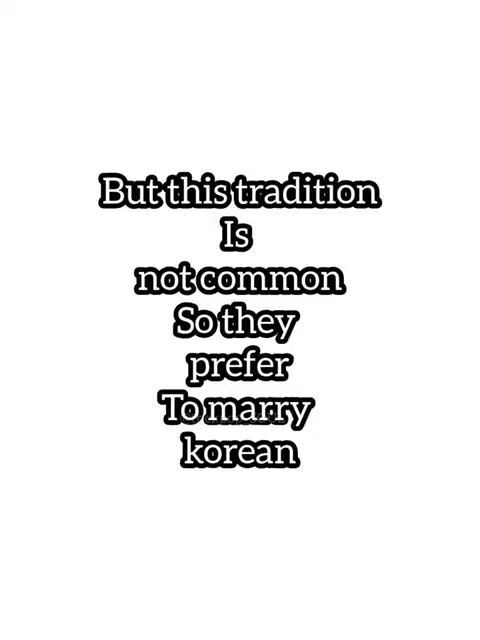 But this tradition
Is
not common
So they
prefer
To marry
korean